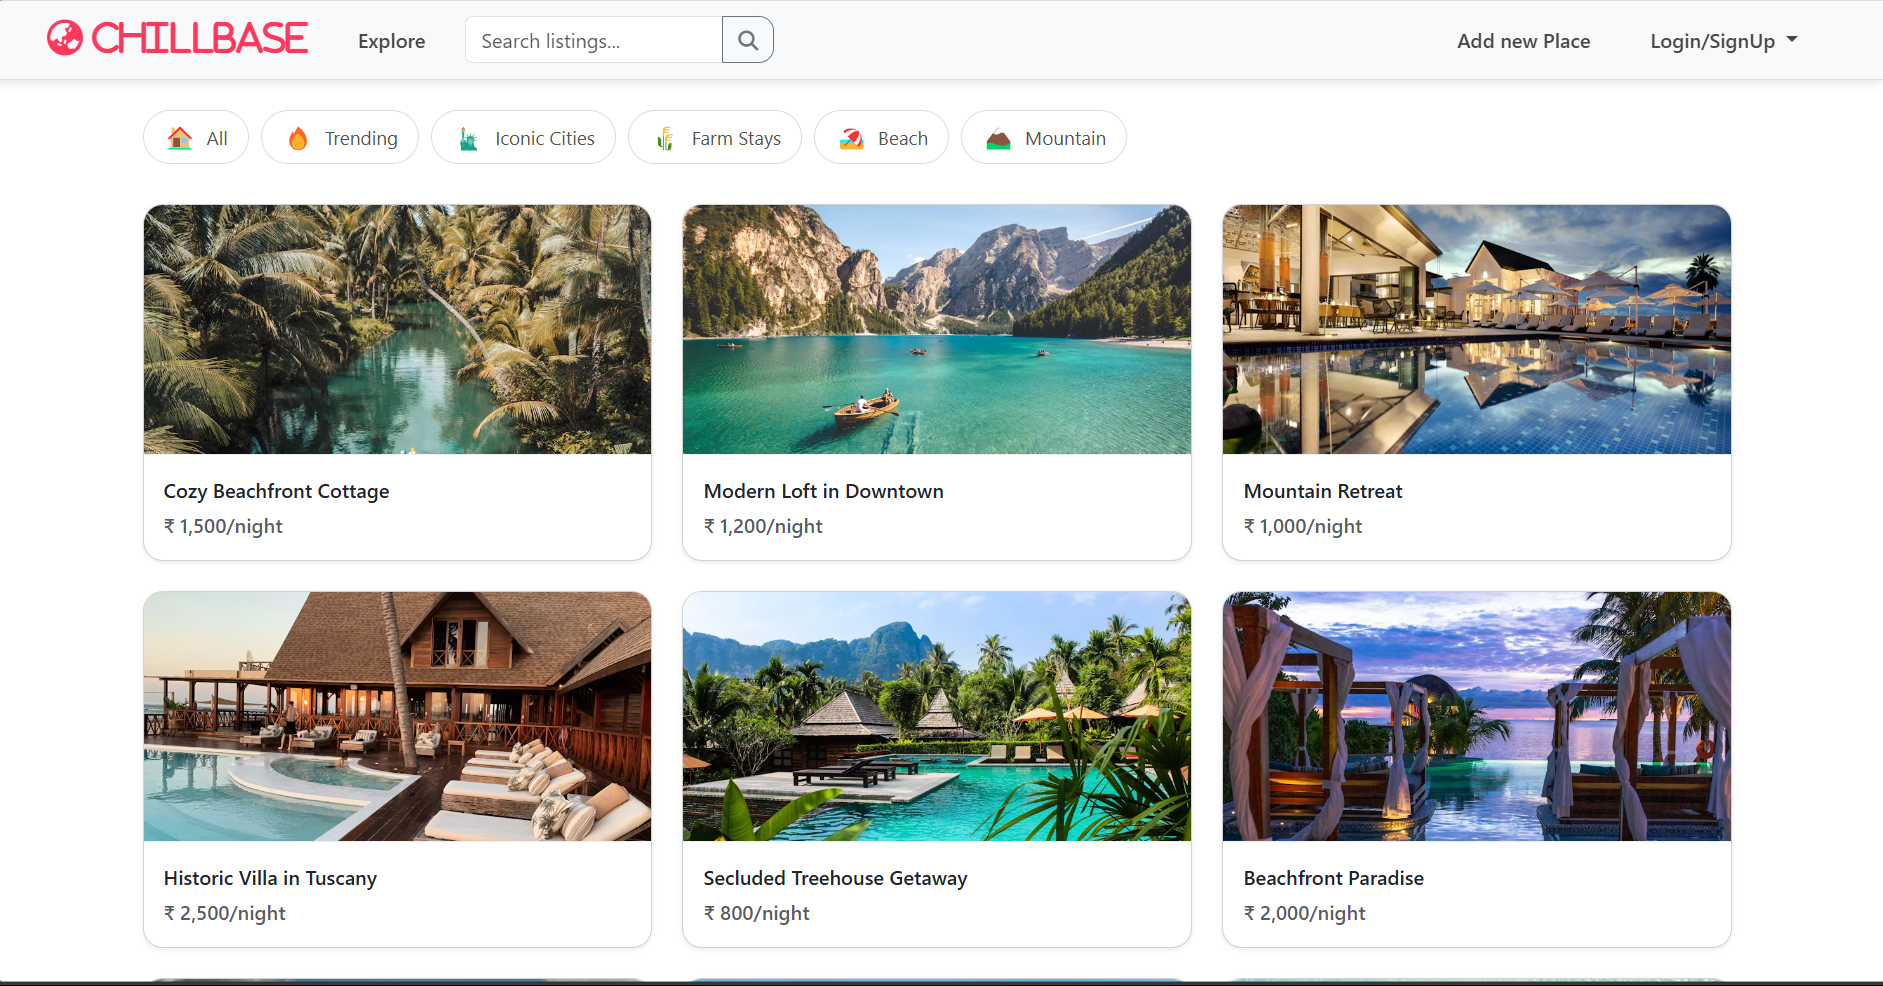 CHILLBASE
Explore
Search listings...
Add new Place
Login/SignUp
All
Trending
Iconic Cities
Farm Stays
Beach
Mountain
Cozy Beachfront Cottage
₹ 1,500/night
Modern Loft in Downtown
₹ 1,200/night
Mountain Retreat
₹ 1,000/night
Historic Villa in Tuscany
₹ 2,500/night
Secluded Treehouse Getaway
₹ 800/night
Beachfront Paradise
₹ 2,000/night